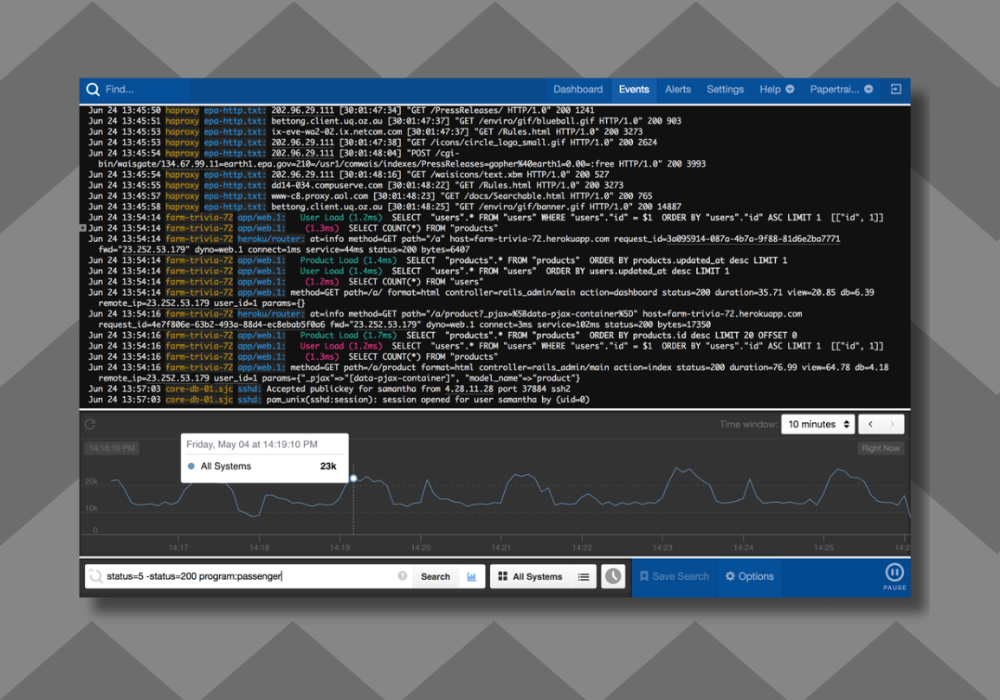 Find...
Dashboard Events Alerts Settings Help Papertrai...
Jun 24 13:45:50 haproxy epa-http.txt: 202.96.29.111 [30:01:47:34] "GET /PressReleases/ HTTP/1.0" 200 1241
Jun 24 13:45:51 haproxy epa-http.txt: bettong.client.uq.oz.au [30:01:47:37] "GET /enviro/gif/blueball.gif HTTP/1.0" 200 903
Jun 24 13:45:51 haproxy epa-http.txt: ix-eve-wa2-02.ix.netcom.com [30:01:47:37] "GET /Rules.html HTTP/1.0" 200 3273
Jun 24 13:45:53 haproxy epa-http.txt: 202.96.29.111 [30:01:47:38] "GET /icons/circle_logo_small.gif HTTP/1.0" 200 2624
Jun 24 13:45:54 haproxy epa-http.txt: 202.96.29.111 [30:01:48:04] "POST /cgi-
bin/waisgate/134.67.99.11=earth1.epa.gov=210=/usr1/comwais/indexes/PressReleases=gopher%40earth1=0.00=:free HTTP/1.0" 200 3993
Jun 24 13:45:54 haproxy epa-http.txt: 202.96.29.111 [30:01:48:16] "GET /waisicons/text.xbm HTTP/1.0" 200 527
Jun 24 13:45:55 haproxy epa-http.txt: dd14-034.compuserve.com [30:01:48:22] "GET /Rules.html HTTP/1.0" 200 3273
Jun 24 13:45:57 haproxy epa-http.txt: www-c8.proxy.aol.com [30:01:48:23] "GET /docs/Searchable.html HTTP/1.0" 200 765
Jun 24 13:45:58 haproxy epa-http.txt: bettong.client.uq.oz.au [30:01:48:25] "GET /enviro/gif/banner.gif HTTP/1.0" 200 14887
Jun 24 13:54:14 farm-trivia-72 app/web.1: User Load (1.2ms) SELECT "users".* FROM "users" WHERE "users"."id" = $1 ORDER BY "users"."id" ASC LIMIT 1 [["id", 1]]
Jun 24 13:54:14 farm-trivia-72 app/web.1: (1.3ms) SELECT COUNT(*) FROM "products"
Jun 24 13:54:14 farm-trivia-72 heroku/router: at=info method=GET path="/a" host=farm-trivia-72.herokuapp.com request_id=3a095914-087a-4b7a-9f88-81d6e2ba7771
fwd="23.252.53.179" dyno=web.1 connect=1ms service=44ms status=200 bytes=6407
Jun 24 13:54:14 farm-trivia-72 app/web.1: Product Load (1.4ms) SELECT "products".* FROM "products" ORDER BY products.updated_at desc LIMIT 1
Jun 24 13:54:14 farm-trivia-72 app/web.1: User Load (1.4ms) SELECT "users".* FROM "users" ORDER BY users.updated_at desc LIMIT 1
Jun 24 13:54:14 farm-trivia-72 app/web.1: (1.2ms) SELECT COUNT(*) FROM "users"
Jun 24 13:54:14 farm-trivia-72 app/web.1: method=GET path=/a/ format=html controller=rails_admin/main action=dashboard status=200 duration=35.71 view=20.85 db=6.39
remote_ip=23.252.53.179 user_id=1 params={}
Jun 24 13:54:16 farm-trivia-72 heroku/router: at=info method=GET path="/a/product?_pjax=%5Bdata-pjax-container%5D" host=farm-trivia-72.herokuapp.com
request_id=4e7f806e-63b2-493a-88d4-ec8ebab5f0a6 fwd="23.252.53.179" dyno=web.1 connect=3ms service=102ms status=200 bytes=17350
Jun 24 13:54:16 farm-trivia-72 app/web.1: Product Load (1.7ms) SELECT "products".* FROM "products" ORDER BY products.id desc LIMIT 20 OFFSET 0
Jun 24 13:54:16 farm-trivia-72 app/web.1: User Load (1.2ms) SELECT "users".* FROM "users" WHERE "users"."id" = $1 ORDER BY "users"."id" ASC LIMIT 1 [["id", 1]]
Jun 24 13:54:16 farm-trivia-72 app/web.1: (1.3ms) SELECT COUNT(*) FROM "products"
Jun 24 13:54:16 farm-trivia-72 app/web.1: method=GET path=/a/product format=html controller=rails_admin/main action=index status=200 duration=76.99 view=64.78 db=4.18
remote_ip=23.252.53.179 user_id=1 params={"_pjax"=>"[data-pjax-container]", "model_name"=>"product"}
Jun 24 13:57:03 core-db-01.sjc sshd: Accepted publickey for samantha from 4.28.11.28 port 37884 ssh2
Jun 24 13:57:03 core-db-01.sjc sshd: pam_unix(sshd:session): session opened for user samantha by (uid=0)
Time window: 10 minutes
14:16:10 PM
Friday, May 04 at 14:19:10 PM
All Systems 23k
Right Now
20k
10k
0
14:17 14:18 14:19 14:20 14:21 14:22 14:23 14:24 14:25 14:2
status=5 -status=200 program:passenger
Search
All Systems
Save Search
Options
PAUSE